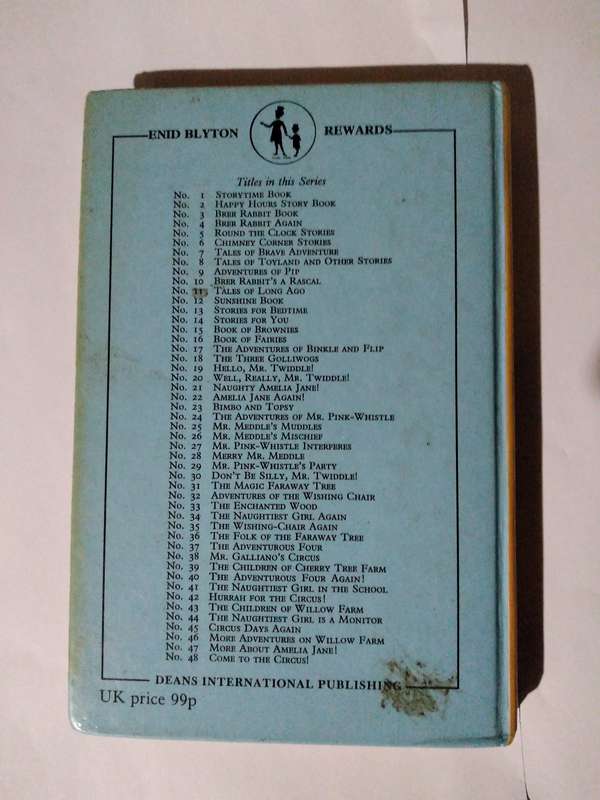 ENID BLYTON REWARDS
Titles in this Series
No. 1 STORYTIME BOOK
No. 2 HAPPY HOURS STORY BOOK
No. 3 BRER RABBIT BOOK
No. 4 BRER RABBIT AGAIN
No. 5 ROUND THE CLOCK STORIES
No. 6 CHIMNEY CORNER STORIES
No. 7 TALES OF BRAVE ADVENTURE
No. 8 TALES OF TOYLAND AND OTHER STORIES
No. 9 ADVENTURES OF PIP
No. 10 BRER RABBIT'S A RASCAL
No. 11 TALES OF LONG AGO
No. 12 SUNSHINE BOOK
No. 13 STORIES FOR BEDTIME
No. 14 STORIES FOR YOU
No. 15 BOOK OF BROWNIES
No. 16 BOOK OF FAIRIES
No. 17 THE ADVENTURES OF BINKLE AND FLIP
No. 18 THE THREE GOLLIWOGS
No. 19 HELLO, MR. TWIDDLE!
No. 20 WELL, REALLY, MR. TWIDDLE!
No. 21 NAUGHTY AMELIA JANE!
No. 22 AMELIA JANE AGAIN!
No. 23 BIMBO AND TOPSY
No. 24 THE ADVENTURES OF MR. PINK-WHISTLE
No. 25 MR. MEDDLE'S MUDDLES
No. 26 MR. MEDDLE'S MISCHIEF
No. 27 MR. PINK-WHISTLE INTERFERES
No. 28 MERRY MR. MEDDLE
No. 29 MR. PINK-WHISTLE'S PARTY
No. 30 DON'T BE SILLY, MR. TWIDDLE!
No. 31 THE MAGIC FARAWAY TREE
No. 32 ADVENTURES OF THE WISHING CHAIR
No. 33 THE ENCHANTED WOOD
No. 34 THE NAUGHTIEST GIRL AGAIN
No. 35 THE WISHING-CHAIR AGAIN
No. 36 THE FOLK OF THE FARAWAY TREE
No. 37 THE ADVENTUROUS FOUR
No. 38 MR. GALLIANO'S CIRCUS
No. 39 THE CHILDREN OF CHERRY TREE FARM
No. 40 THE ADVENTUROUS FOUR AGAIN!
No. 41 THE NAUGHTIEST GIRL IN THE SCHOOL
No. 42 HURRAH FOR THE CIRCUS!
No. 43 THE CHILDREN OF WILLOW FARM
No. 44 THE NAUGHTIEST GIRL IS A MONITOR
No. 45 CIRCUS DAYS AGAIN
No. 46 MORE ADVENTURES ON WILLOW FARM
No. 47 MORE ABOUT AMELIA JANE!
No. 48 COME TO THE CIRCUS!
DEANS INTERNATIONAL PUBLISHING
UK price 99p